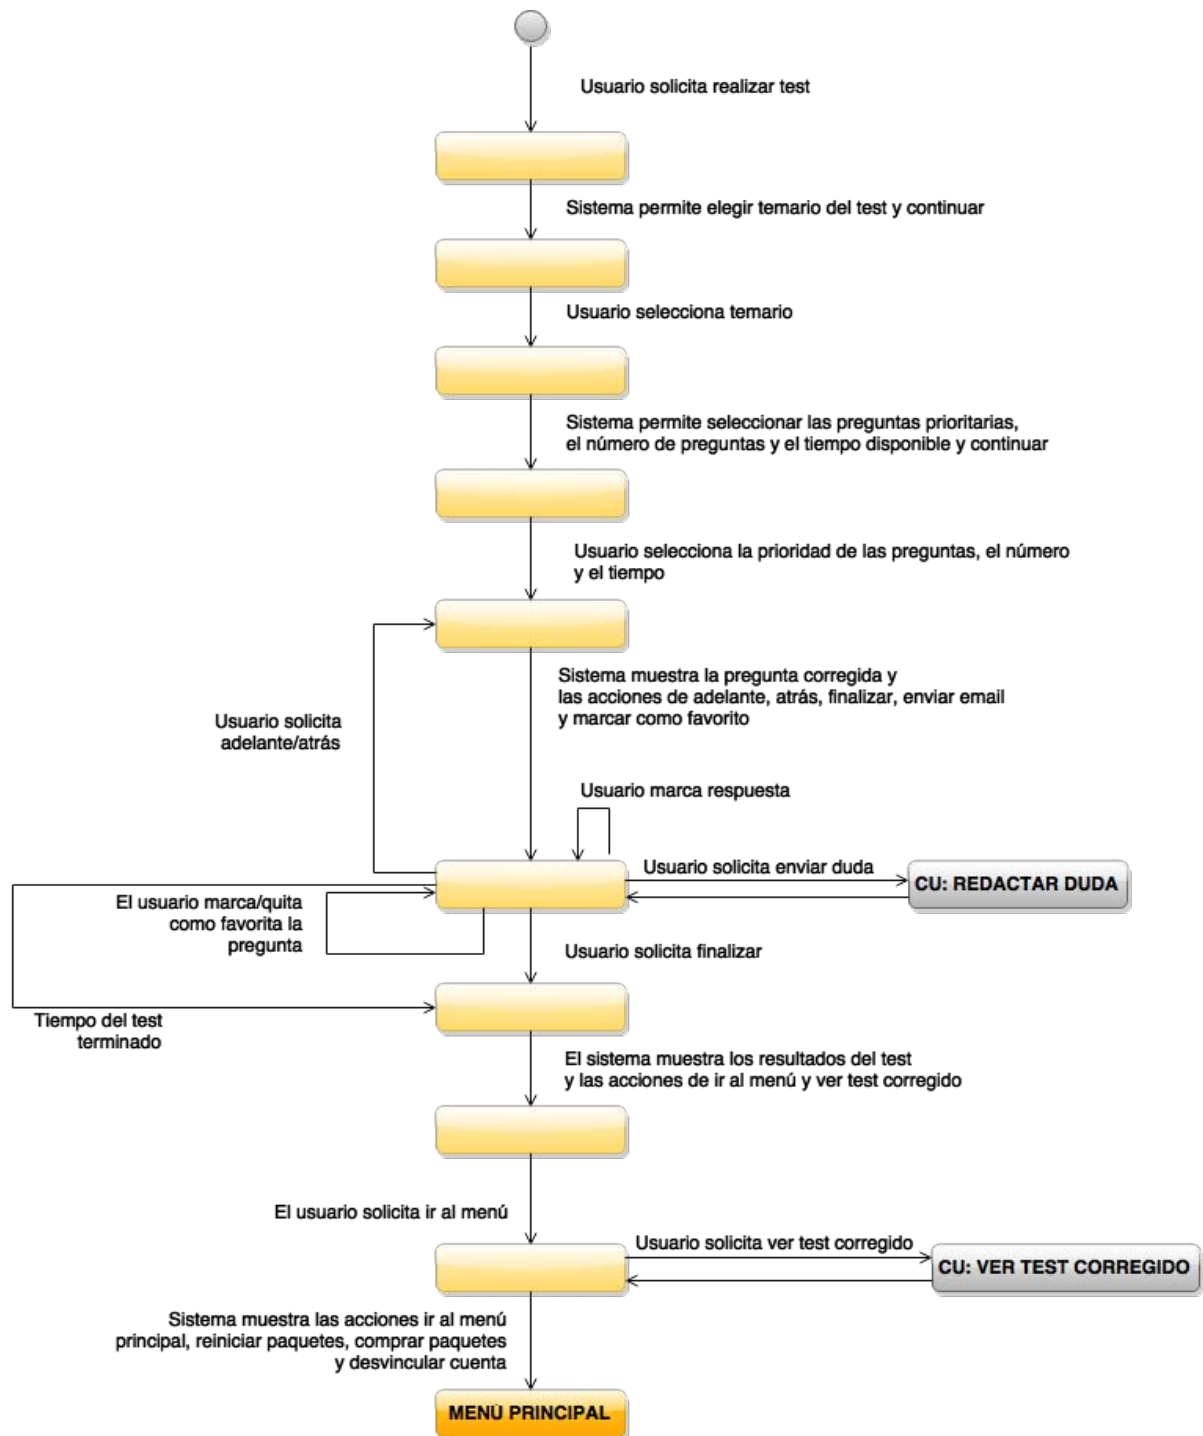 Usuario solicita realizar test
Sistema permite elegir temario del test y continuar
Usuario selecciona temario
Sistema permite seleccionar las preguntas prioritarias,
el número de preguntas y el tiempo disponible y continuar
Usuario selecciona la prioridad de las preguntas, el número
y el tiempo
Sistema muestra la pregunta corregida y
las acciones de adelante, atrás, finalizar, enviar email
y marcar como favorito
Usuario solicita
adelante/atrás
Usuario marca respuesta
Usuario solicita enviar duda
CU: REDACTAR DUDA
El usuario marca/quita
como favorita la
pregunta
Usuario solicita finalizar
Tiempo del test
terminado
El sistema muestra los resultados del test
y las acciones de ir al menú y ver test corregido
El usuario solicita ir al menú
Usuario solicita ver test corregido
CU: VER TEST CORREGIDO
Sistema muestra las acciones ir al menú
principal, reiniciar paquetes, comprar paquetes
y desvincular cuenta
MENÚ PRINCIPAL